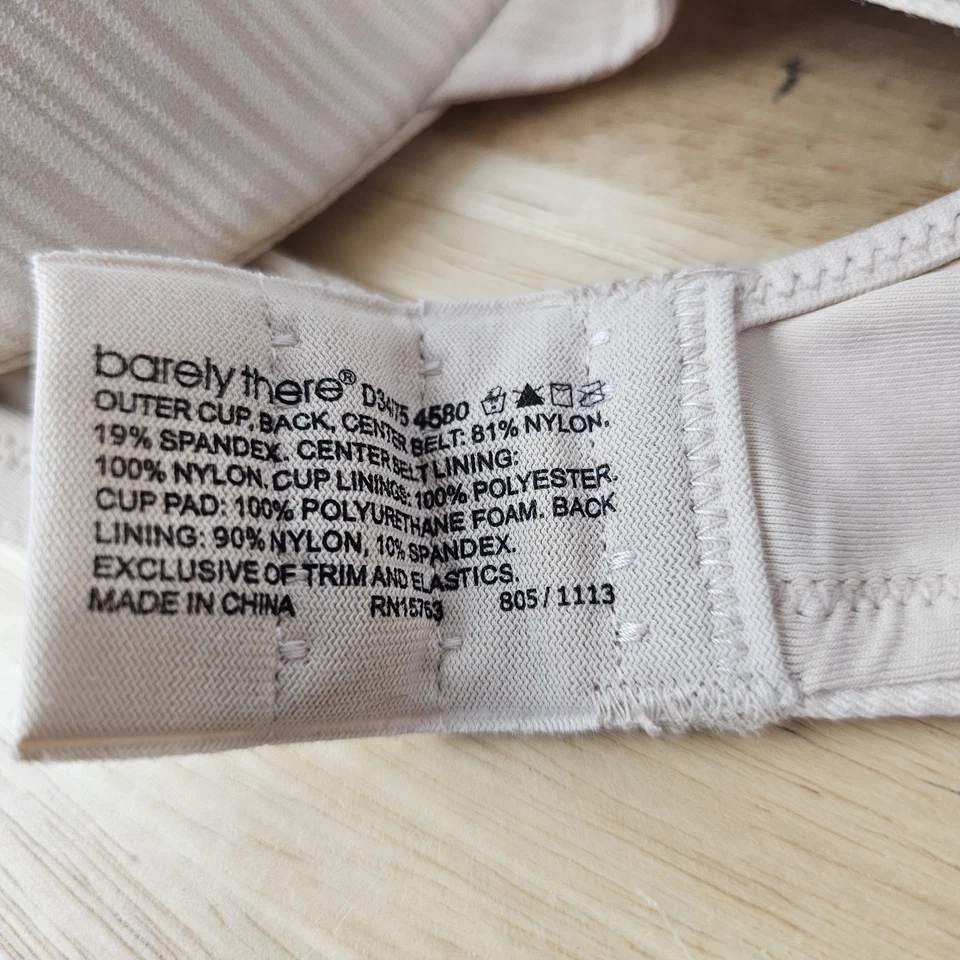 barely there® D34175 4580
OUTER CUP, BACK, CENTER BELT: 81% NYLON,
19% SPANDEX. CENTER BELT LINING:
100% NYLON. CUP LININGS: 100% POLYESTER.
CUP PAD: 100% POLYURETHANE FOAM. BACK
LINING: 90% NYLON, 10% SPANDEX.
EXCLUSIVE OF TRIM AND ELASTICS.
MADE IN CHINA RN15763 805 / 1113